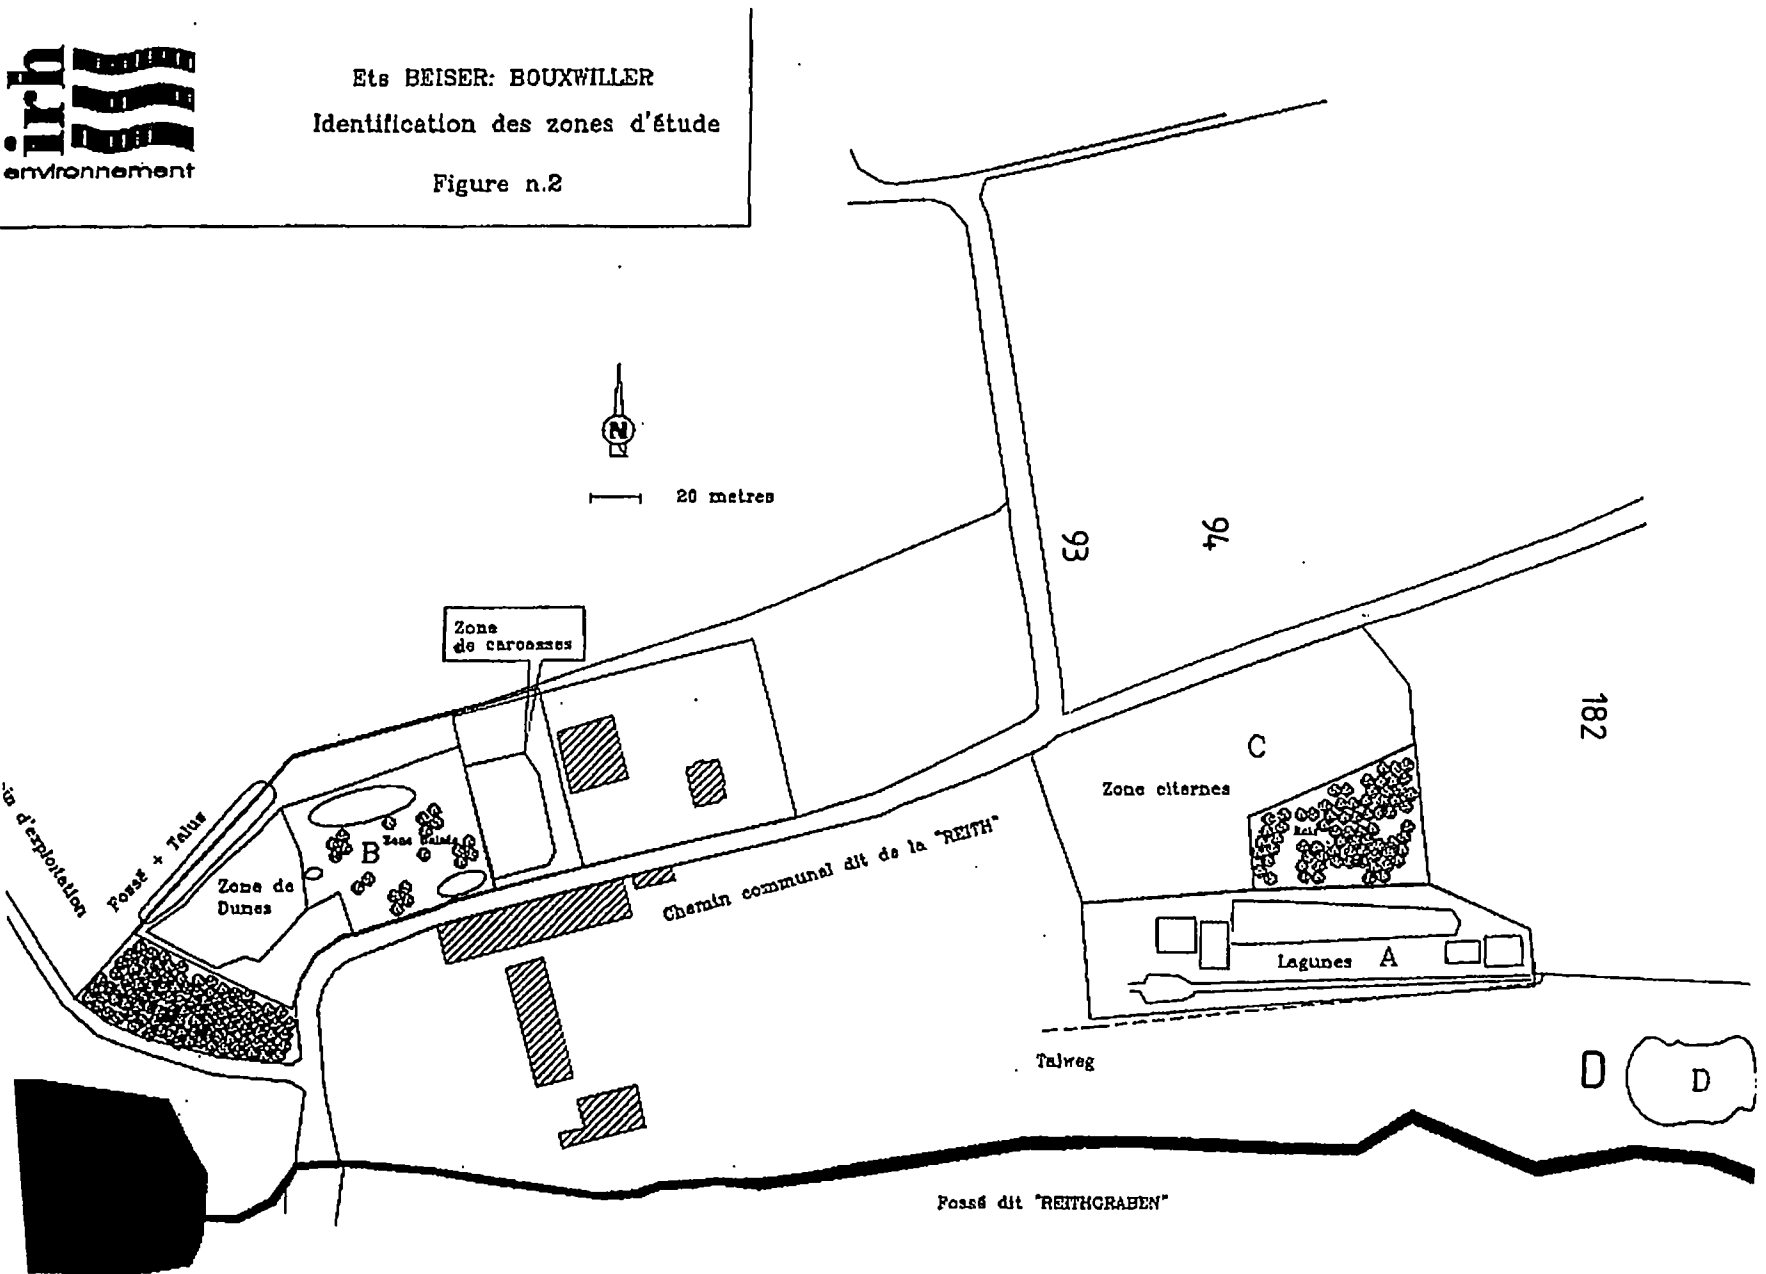 irh
environnement
Ets BEISER: BOUXWILLER
Identification des zones d'étude
Figure n.2
N
20 metres
93
94
182
Zone
de carcasses
d'exploitation
Fossé + Talus
Zone de
Dunes
B
Zone
Chemin communal dit de la "REITH"
C
Zone citernes
Lagunes A
Talweg
D
D
Fossé dit "REITHGRABEN"